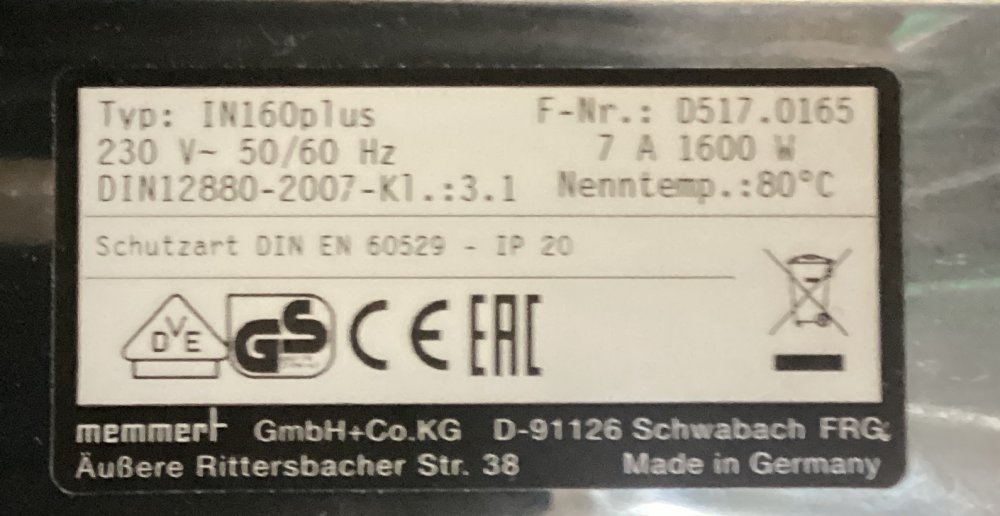 Typ: IN160plus F-Nr.: D517.0165
230 V~ 50/60 Hz 7 A 1600 W
DIN12880-2007-Kl.:3.1 Nenntemp.:80°C
Schutzart DIN EN 60529 - IP 20
DVE GS CE EAC
memmert GmbH+Co.KG D-91126 Schwabach FRG
Äußere Rittersbacher Str. 38 Made in Germany